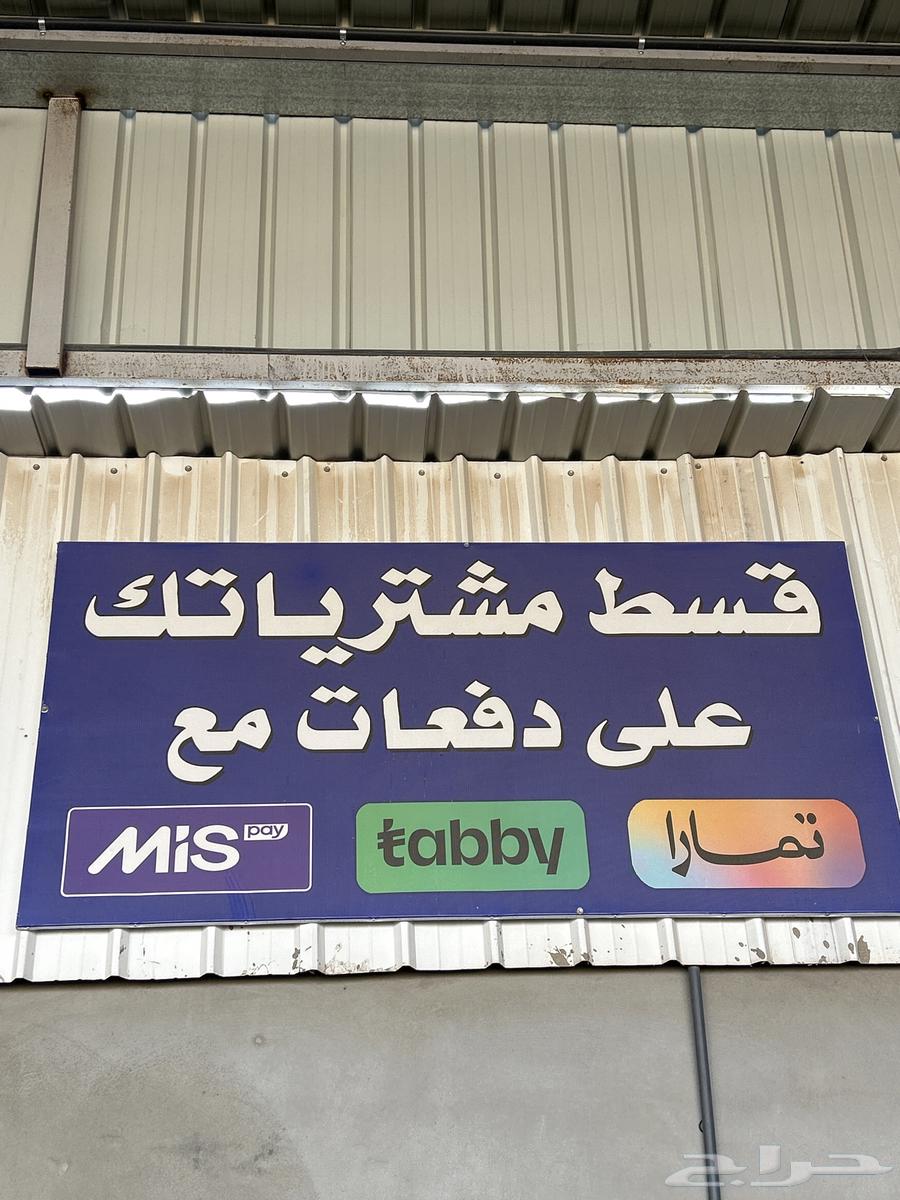 قسط مشترياتك
على دفعات مع
تمارا tabby MiS pay
حراج